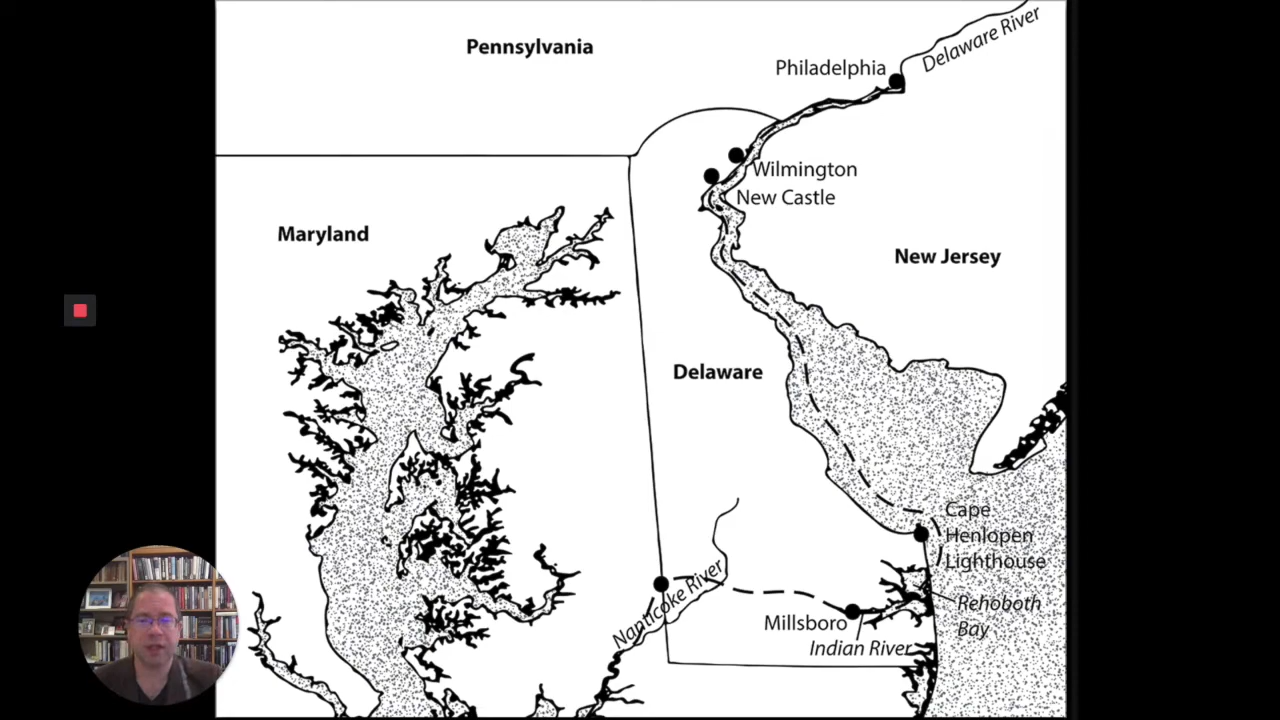 Pennsylvania
Delaware River
Philadelphia
Wilmington
New Castle
Maryland
New Jersey
Delaware
Cape
Henlopen
Lighthouse
Nanticoke River
Rehoboth
Bay
Millsboro
Indian River